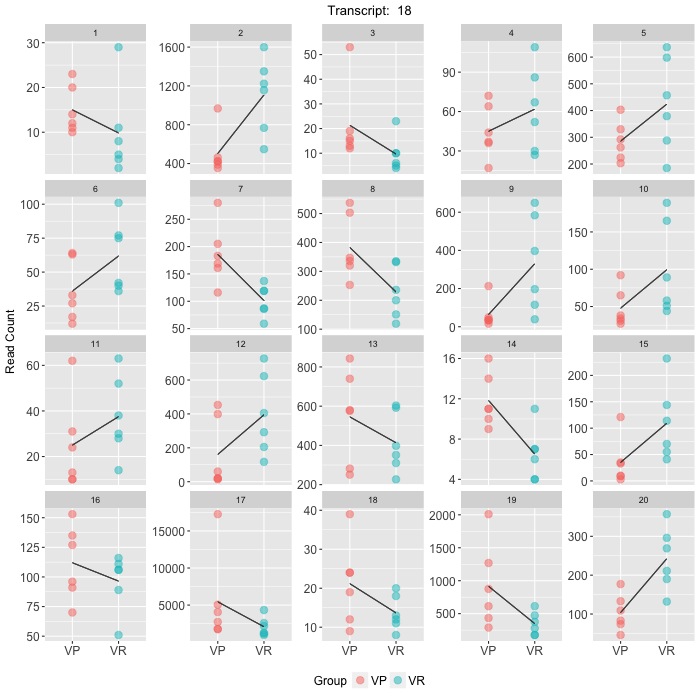 Transcript: 18
1 2 3 4 5
30 20 10
1600 1200 800 400
50 40 30 20 10
90 60 30
600 500 400 300 200
6 7 8 9 10
100 75 50 25
250 200 150 100 50
500 400 300 200 100
600 400 200 0
150 100 50
Read Count
11 12 13 14 15
60 40 20
600 400 200 0
800 600 400 200
16 12 8 4
200 150 100 50 0
16 17 18 19 20
150 125 100 75 50
15000 10000 5000
40 30 20 10
2000 1500 1000 500
300 200 100
VP VR VP VR VP VR VP VR VP VR
Group VP VR